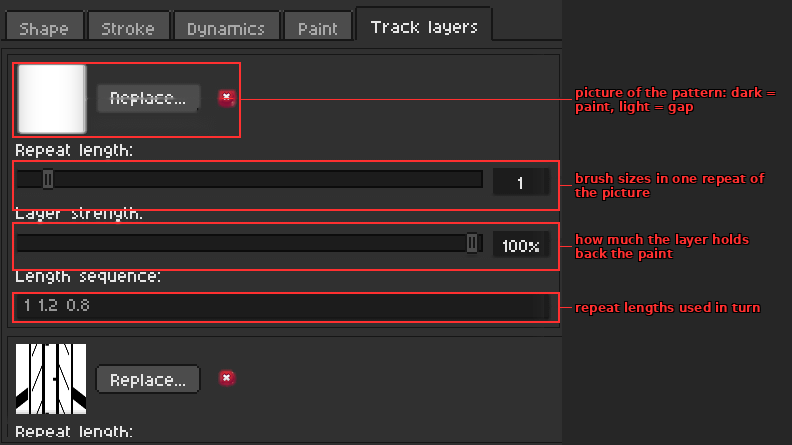 Shape Stroke Dynamics Paint Track layers
Replace...
picture of the pattern: dark =
paint, light = gap
Repeat length:
1
brush sizes in one repeat of
the picture
Layer strength:
100%
how much the layer holds
back the paint
Length sequence:
1 1.2 0.8
repeat lengths used in turn
Replace...
Repeat length: